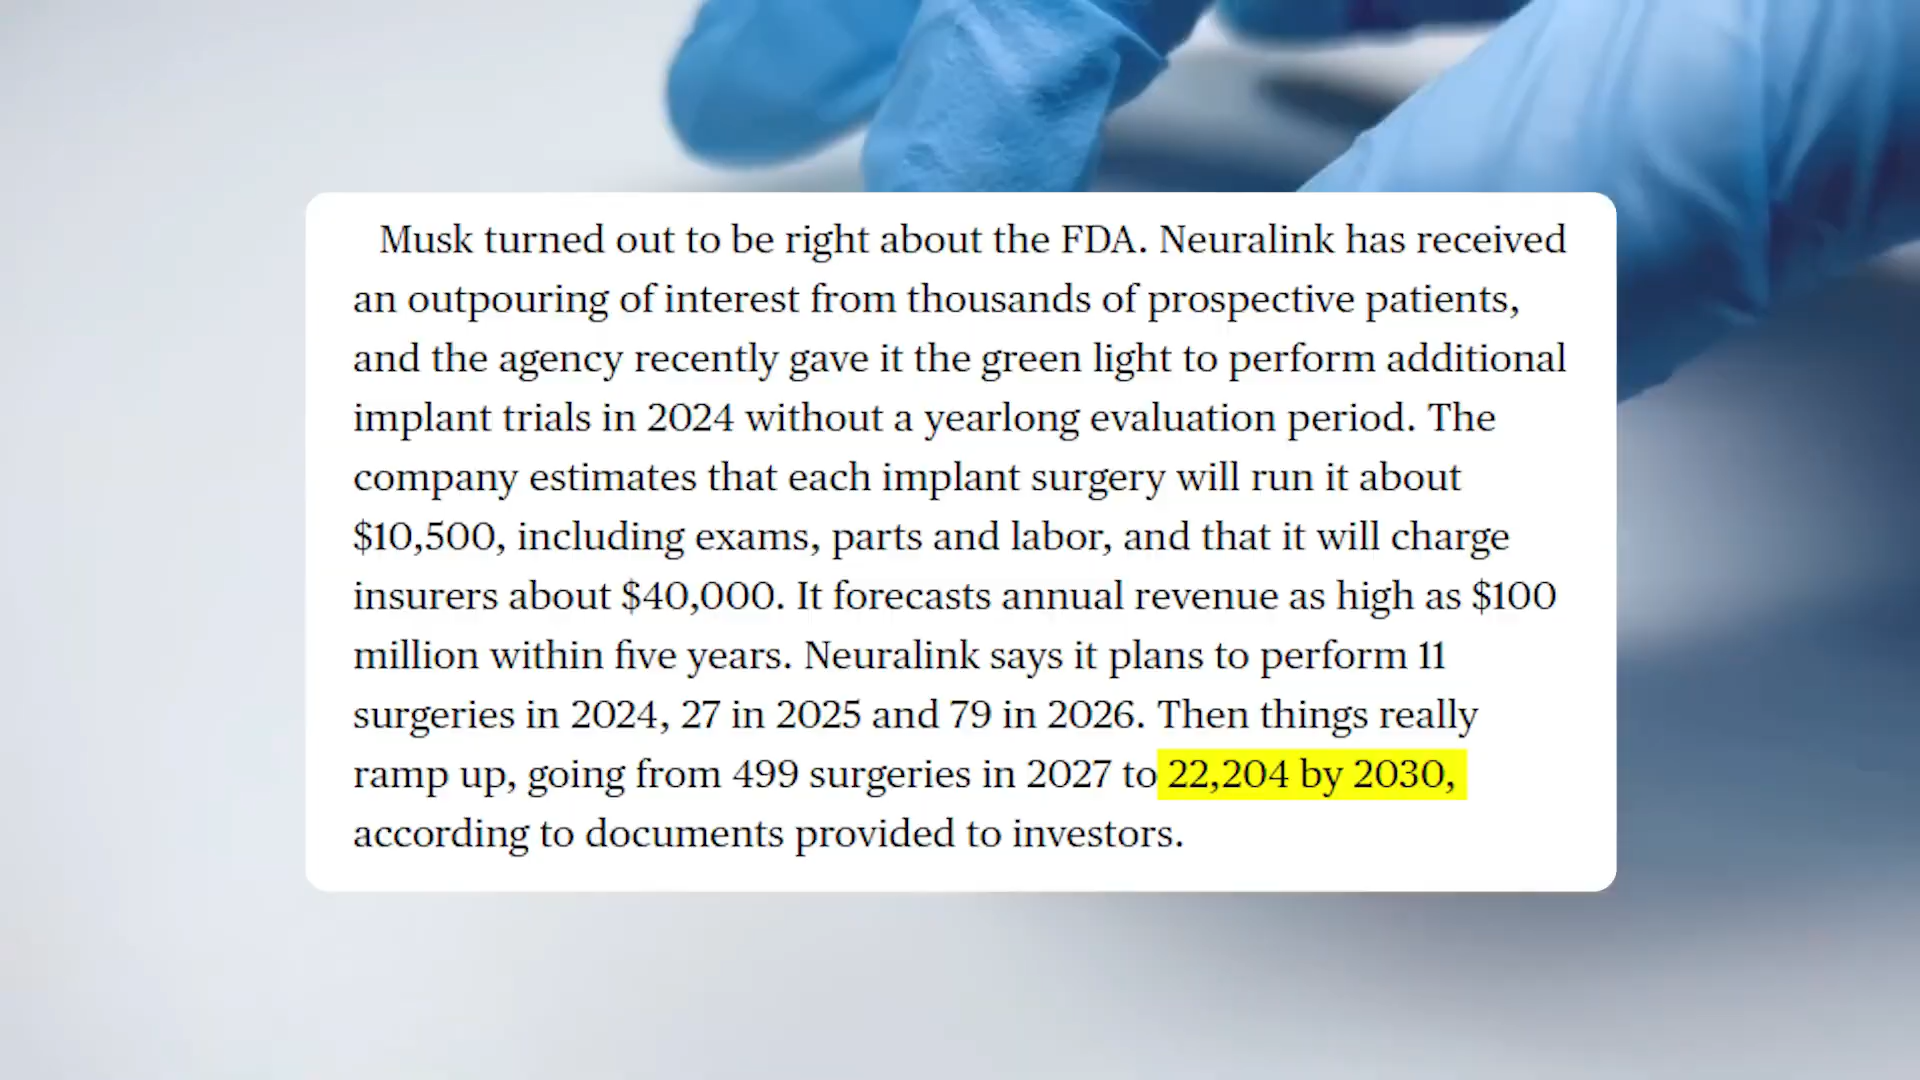 Musk turned out to be right about the FDA. Neuralink has received
an outpouring of interest from thousands of prospective patients,
and the agency recently gave it the green light to perform additional
implant trials in 2024 without a yearlong evaluation period. The
company estimates that each implant surgery will run it about
$10,500, including exams, parts and labor, and that it will charge
insurers about $40,000. It forecasts annual revenue as high as $100
million within five years. Neuralink says it plans to perform 11
surgeries in 2024, 27 in 2025 and 79 in 2026. Then things really
ramp up, going from 499 surgeries in 2027 to 22,204 by 2030,
according to documents provided to investors.